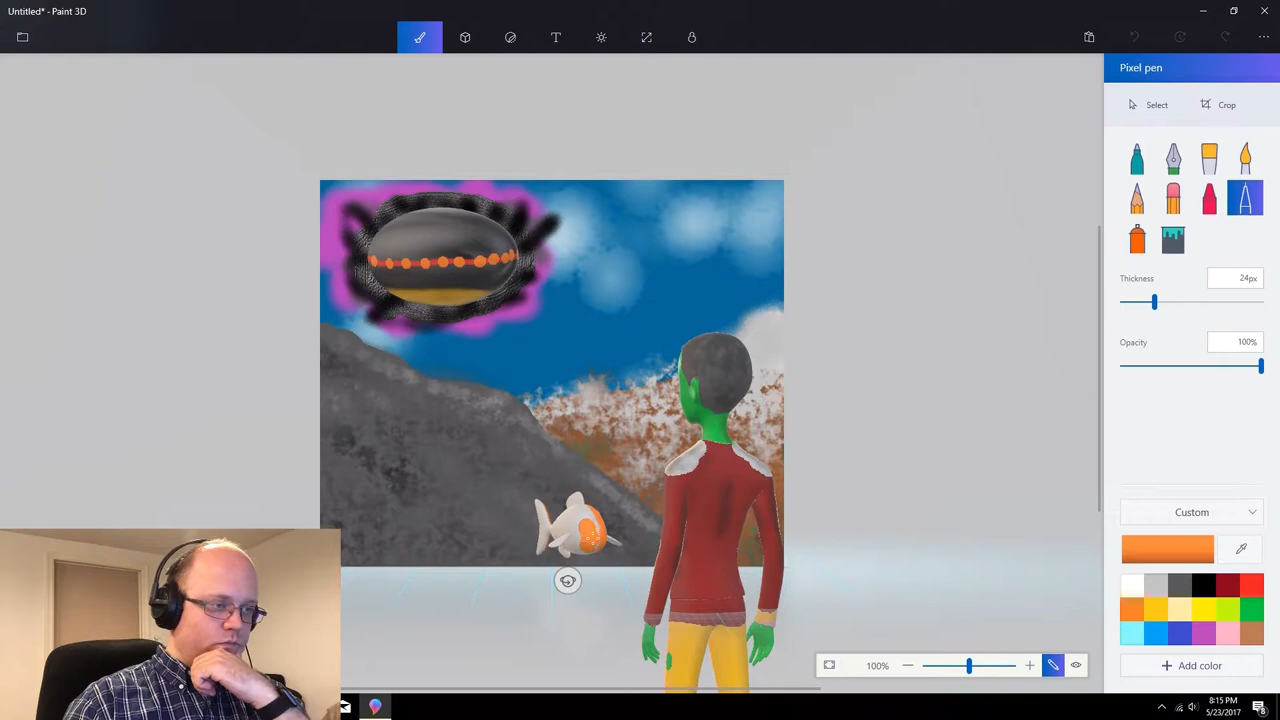 Untitled* - Paint 3D
Pixel pen
Select
Crop
Thickness
24px
Opacity
100%
Custom
Add color
100%
8:15 PM
5/23/2017
8